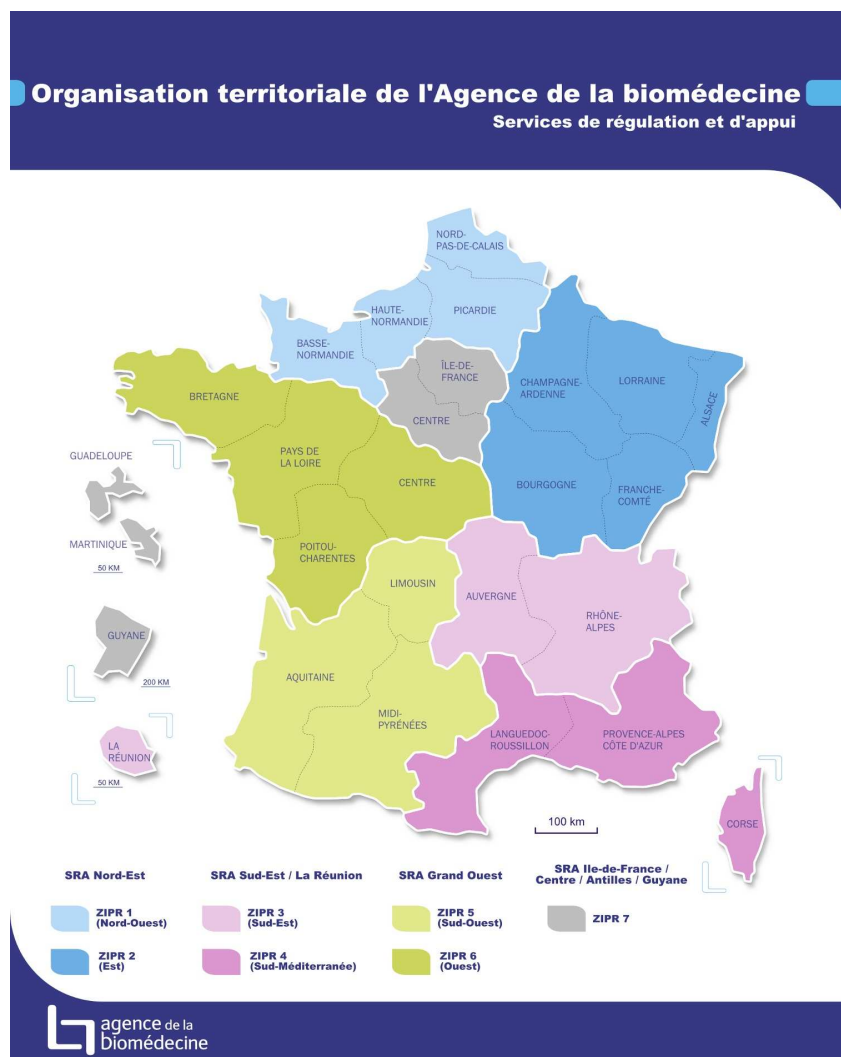 Organisation territoriale de l'Agence de la biomédecine
Services de régulation et d'appui
NORD-
PAS-DE-CALAIS
HAUTE-
NORMANDIE
PICARDIE
BASSE-
NORMANDIE
ÎLE-DE-
FRANCE
CHAMPAGNE-
ARDENNE
LORRAINE
ALSACE
BRETAGNE
CENTRE
PAYS DE
LA LOIRE
CENTRE
BOURGOGNE
FRANCHE-
COMTÉ
GUADELOUPE
MARTINIQUE
50 KM
POITOU-
CHARENTES
LIMOUSIN
AUVERGNE
RHÔNE-
ALPES
GUYANE
200 KM
AQUITAINE
MIDI-
PYRÉNÉES
LANGUEDOC-
ROUSSILLON
PROVENCE-ALPES
CÔTE D'AZUR
LA
RÉUNION
50 KM
100 km
CORSE
SRA Nord-Est
ZIPR 1
(Nord-Ouest)
ZIPR 2
(Est)
SRA Sud-Est / La Réunion
ZIPR 3
(Sud-Est)
ZIPR 4
(Sud-Méditerranée)
SRA Grand Ouest
ZIPR 5
(Sud-Ouest)
ZIPR 6
(Ouest)
SRA Ile-de-France /
Centre / Antilles / Guyane
ZIPR 7
agence de la
biomédecine